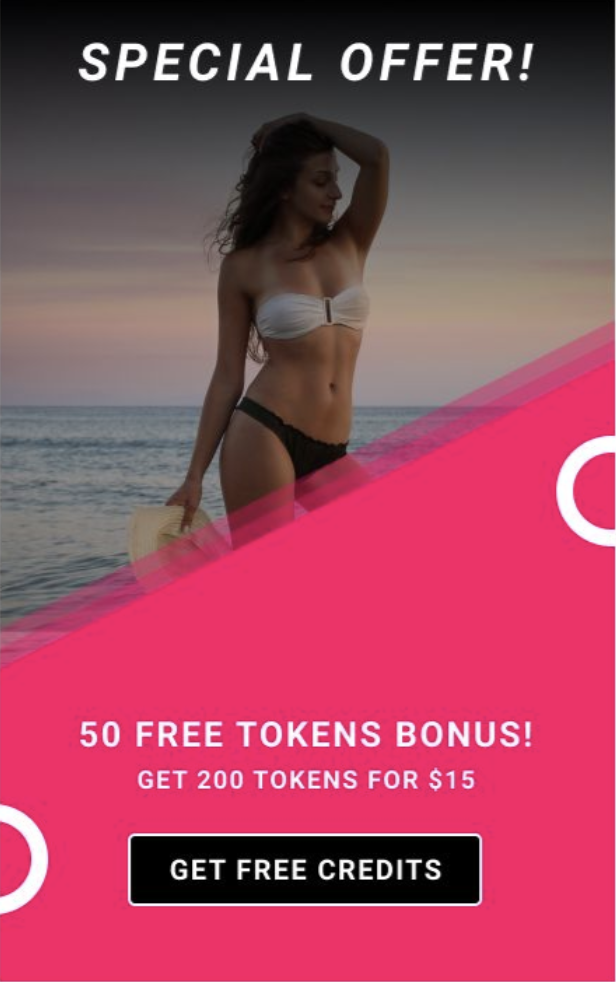 SPECIAL OFFER!
50 FREE TOKENS BONUS!
GET 200 TOKENS FOR $15
GET FREE CREDITS